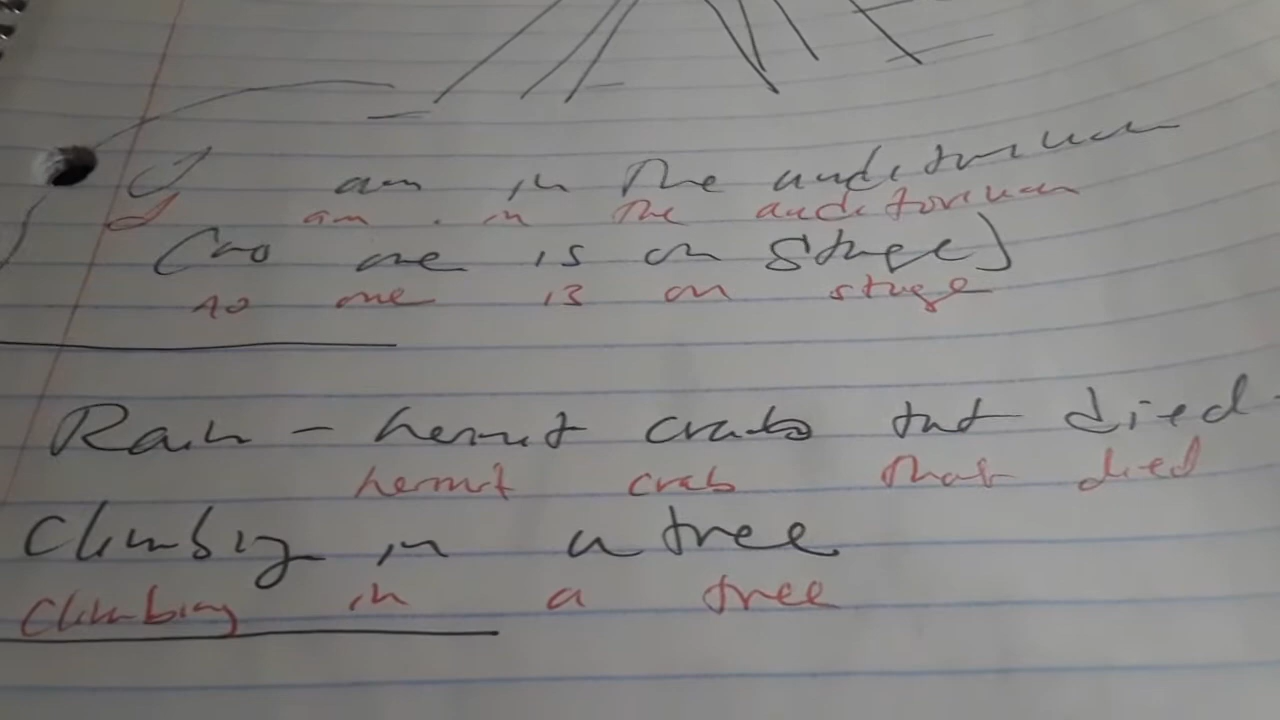 I am in the auditorium
I am in the auditorium
(no one is on stage)
no one is on stage
Rain - hermit crabs that died
hermit crab that died
Climbing in a tree
Climbing in a tree